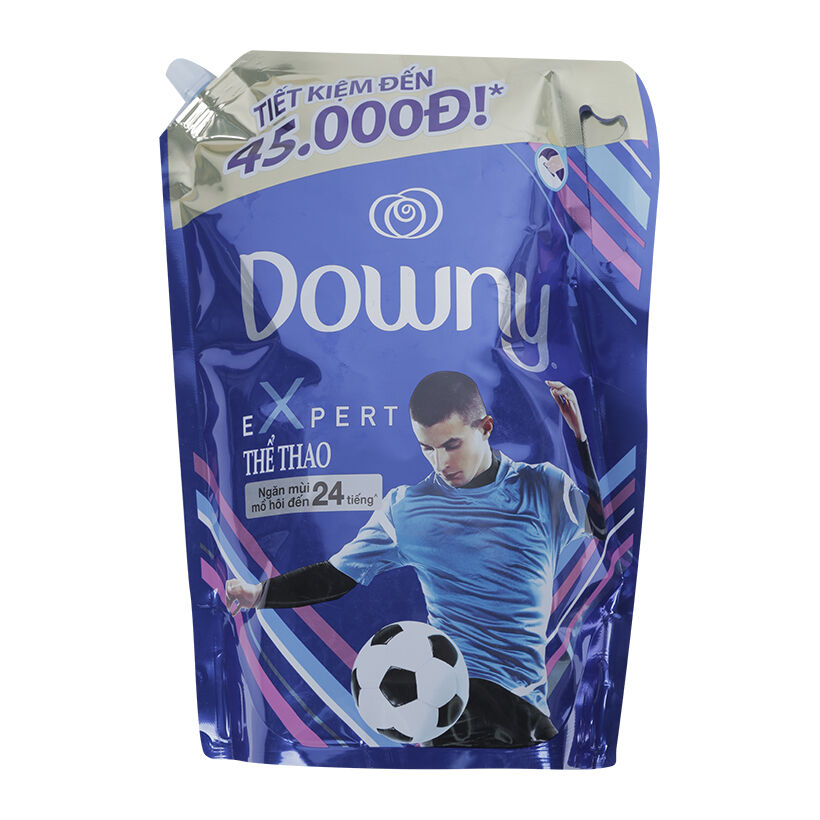 TIẾT KIỆM ĐẾN
45.000Đ!*
Downy
EXPERT
THỂ THAO
Ngăn mùi
mồ hôi đến 24 tiếng^